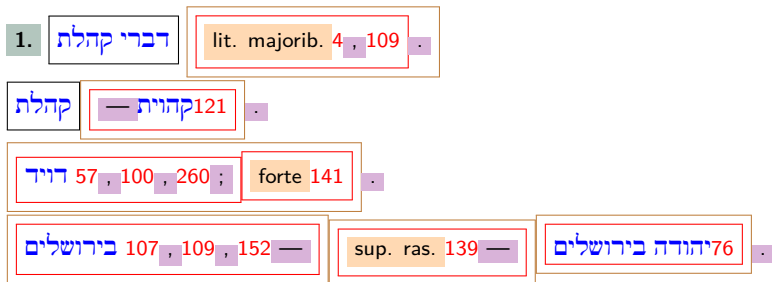 1. דברי קהלת lit. majorib. 4 , 109 .
קהלת קהוית — 121 .
דויד 57 , 100 , 260 ; forte 141 .
בירושלים 107 , 109 , 152 — sup. ras. 139 — יהודה בירושלים 76 .